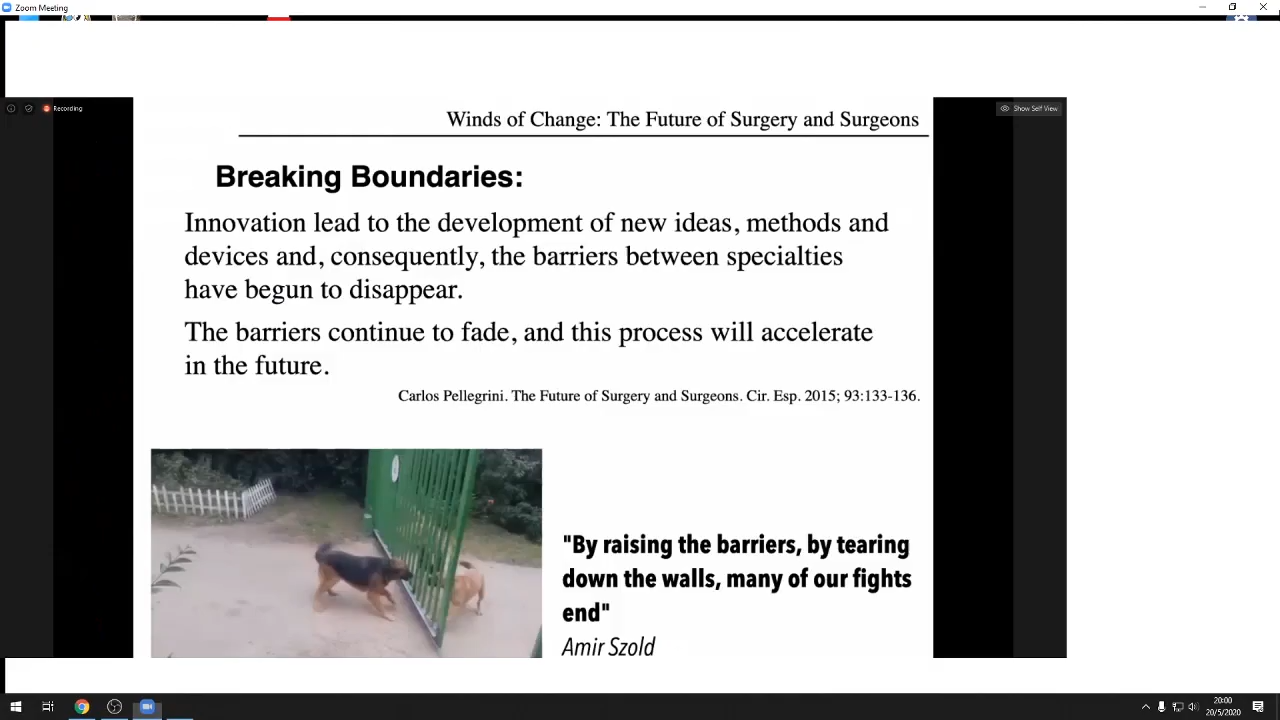 Zoom Meeting
Recording
Show Self View
Winds of Change: The Future of Surgery and Surgeons
Breaking Boundaries:
Innovation lead to the development of new ideas, methods and
devices and, consequently, the barriers between specialties
have begun to disappear.
The barriers continue to fade, and this process will accelerate
in the future.
Carlos Pellegrini. The Future of Surgery and Surgeons. Cir. Esp. 2015; 93:133-136.
"By raising the barriers, by tearing
down the walls, many of our fights
end"
Amir Szold
20:00
20/5/2020